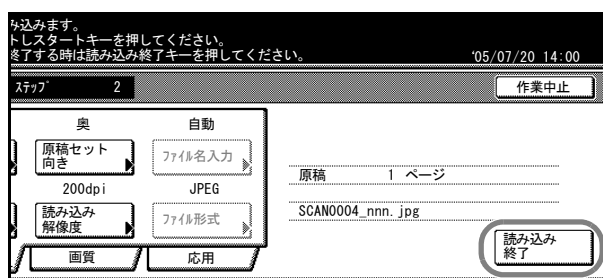 み込みます。
トしスタートキーを押してください。
終了する時は読み込み終了キーを押してください。
'05/07/20 14:00
ステップ 2
作業中止
奥 自動
原稿セット
向き
ファイル名入力
原稿 1 ページ
200dpi JPEG
SCAN0004_nnn.jpg
読み込み
解像度
ファイル形式
読み込み
終了
画質 応用